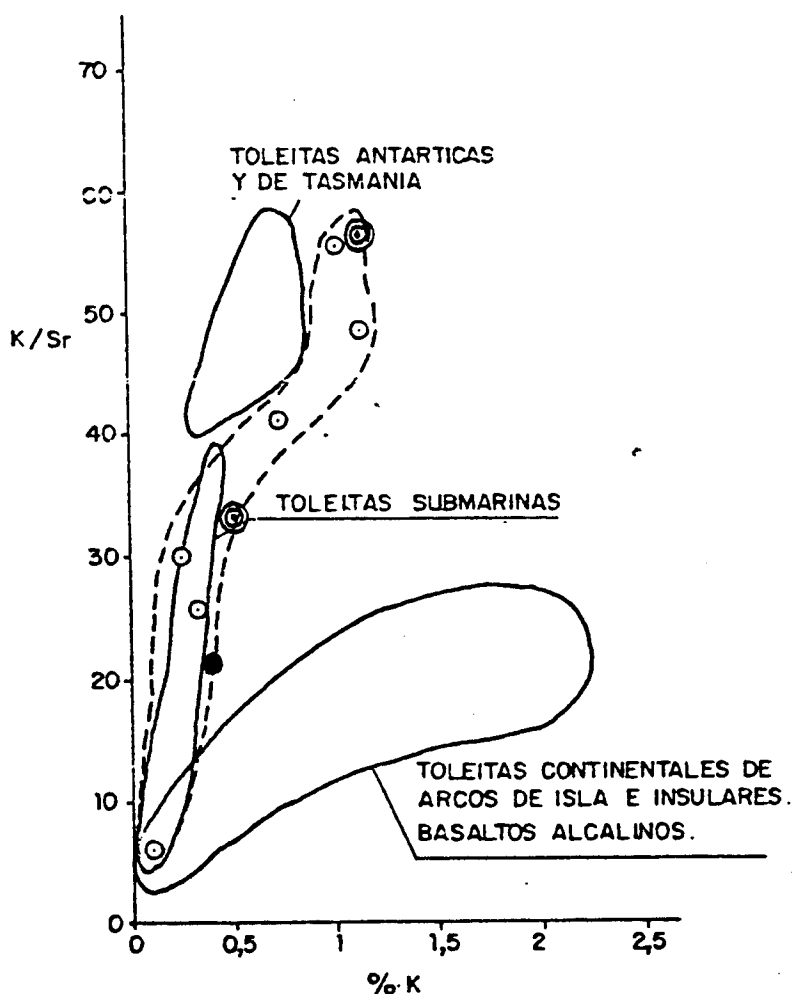 70
TOLEITAS ANTARTICAS
Y DE TASMANIA
60
50
K/Sr
40
TOLEITAS SUBMARINAS
30
20
TOLEITAS CONTINENTALES DE
ARCOS DE ISLA E INSULARES.
BASALTOS ALCALINOS.
10
0
0 0,5 1 1,5 2 2,5
%.K